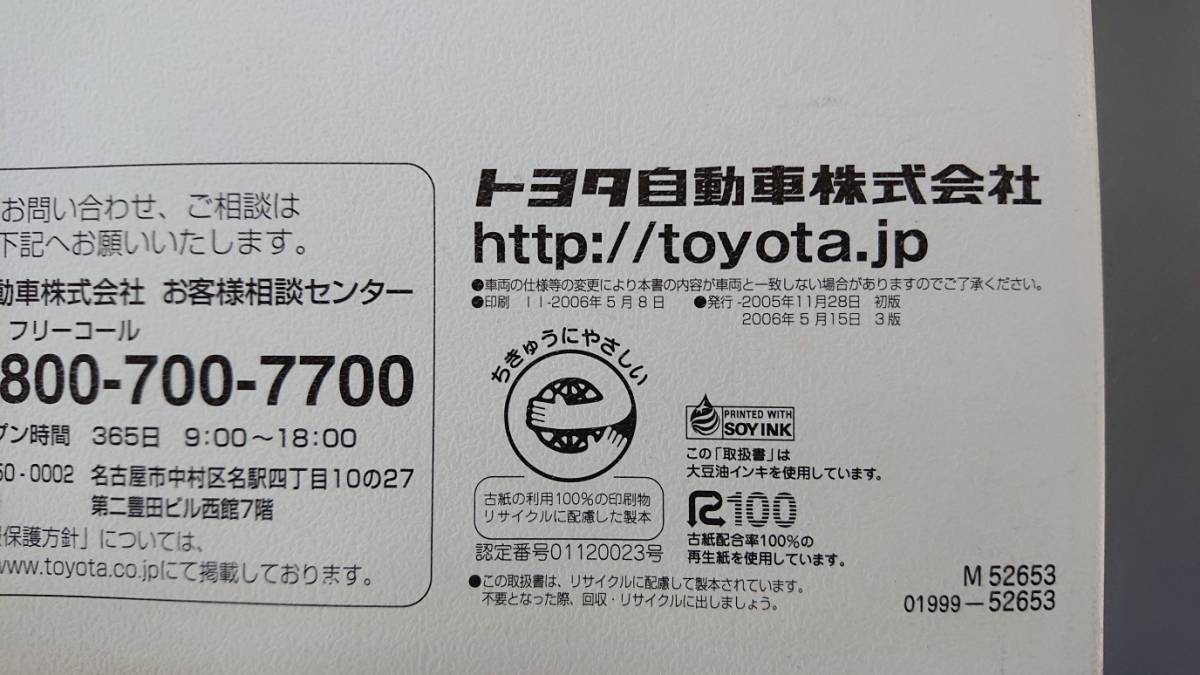 お問い合わせ、ご相談は
下記へお願いいたします。
動車株式会社 お客様相談センター
フリーコール
800-700-7700
プン時間 365日 9:00〜18:00
50-0002 名古屋市中村区名駅四丁目10の27
第二豊田ビル西館7階
保護方針」については、
www.toyota.co.jpにて掲載しております。
トヨタ自動車株式会社
http://toyota.jp
●車両の仕様等の変更により本書の内容が車両と一致しない場合がありますのでご了承ください。
●印刷 II-2006年5月8日 ●発行-2005年11月28日 初版
2006年5月15日 3版
ちきゅうにやさしい
古紙の利用100%の印刷物
リサイクルに配慮した製本
認定番号01120023号
PRINTED WITH
SOY INK
この「取扱書」は
大豆油インキを使用しています。
R100
古紙配合率100%の
再生紙を使用しています。
●この取扱書は、リサイクルに配慮して製本されています。
不要となった際、回収・リサイクルに出しましょう。
M 52653
01999-52653